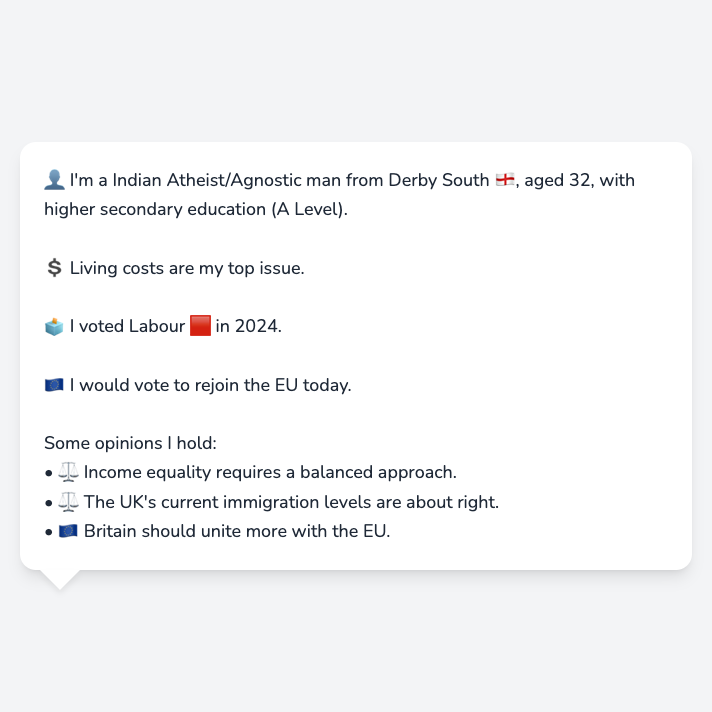 👤 I'm a Indian Atheist/Agnostic man from Derby South 🏴󠁧󠁢󠁥󠁮󠁧󠁿, aged 32, with
higher secondary education (A Level).
💲 Living costs are my top issue.
🗳️ I voted Labour 🟥 in 2024.
🇪🇺 I would vote to rejoin the EU today.
Some opinions I hold:
• ⚖️ Income equality requires a balanced approach.
• ⚖️ The UK's current immigration levels are about right.
• 🇪🇺 Britain should unite more with the EU.